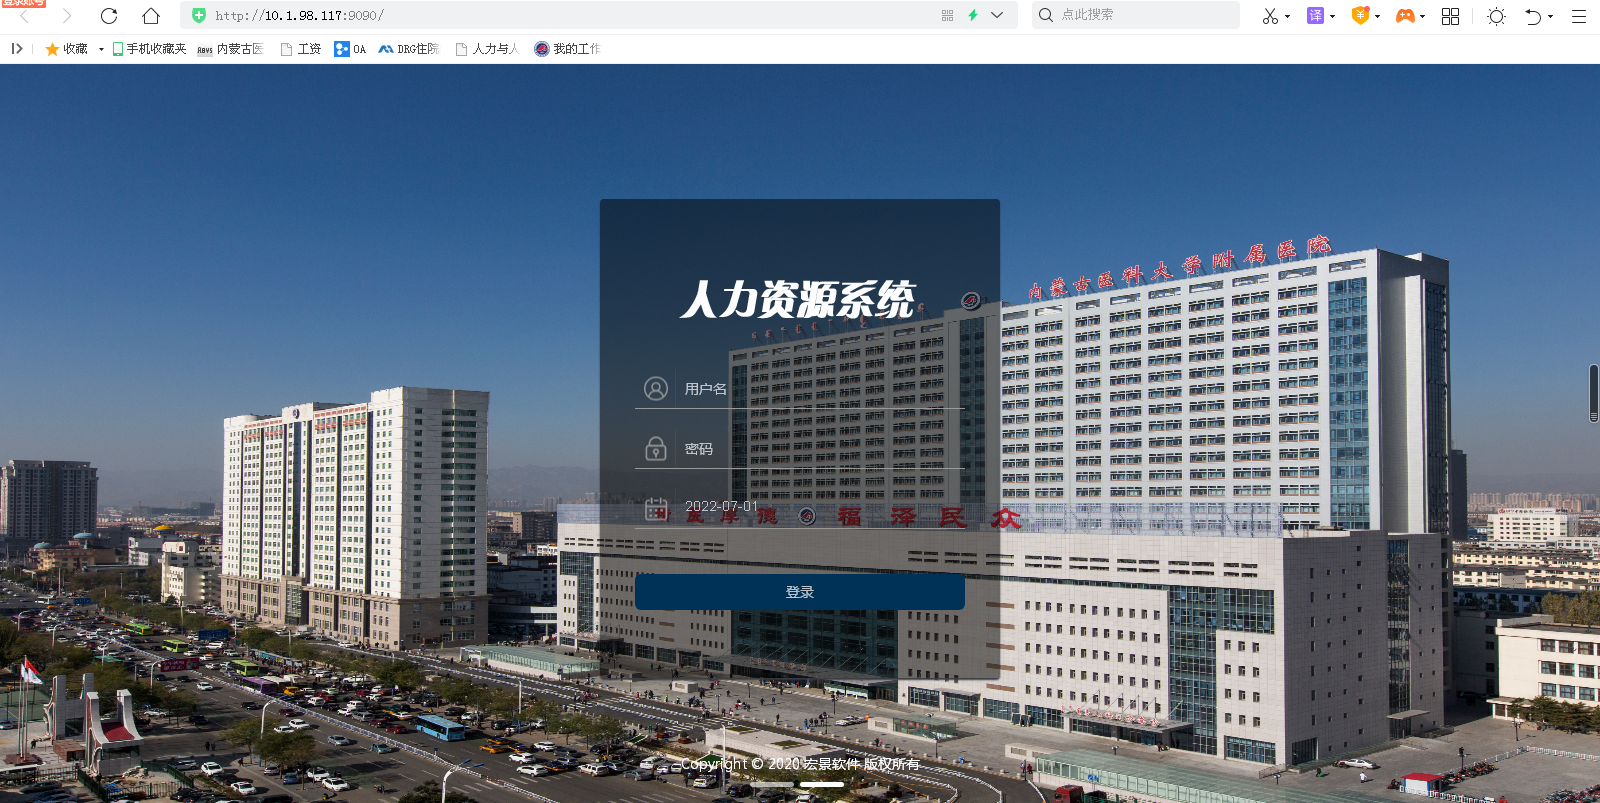 登录账号
http://10.1.98.117:9090/
点此搜索
译
收藏
手机收藏夹
内蒙古医
工资
OA
DRG住院
人力与人
我的工作
内蒙古医科大学附属医院
人力资源系统
用户名
密码
2022-07-01
厚德
福泽民众
登录
Copyright © 2020 宏景软件 版权所有